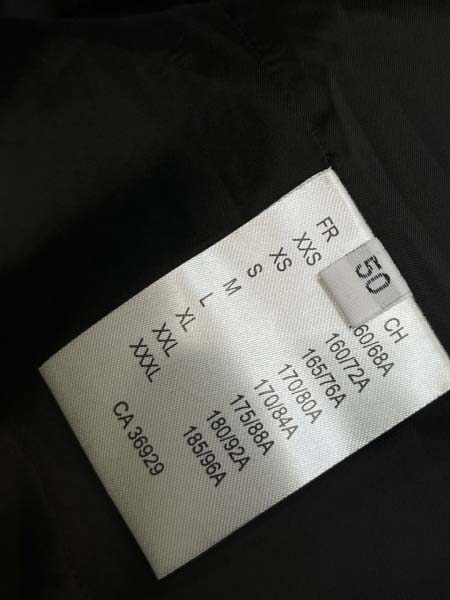 50
FR CH
XXS 160/68A
XS 160/72A
S 165/76A
M 170/80A
L 170/84A
XL 175/88A
XXL 180/92A
XXXL 185/96A
CA 36929